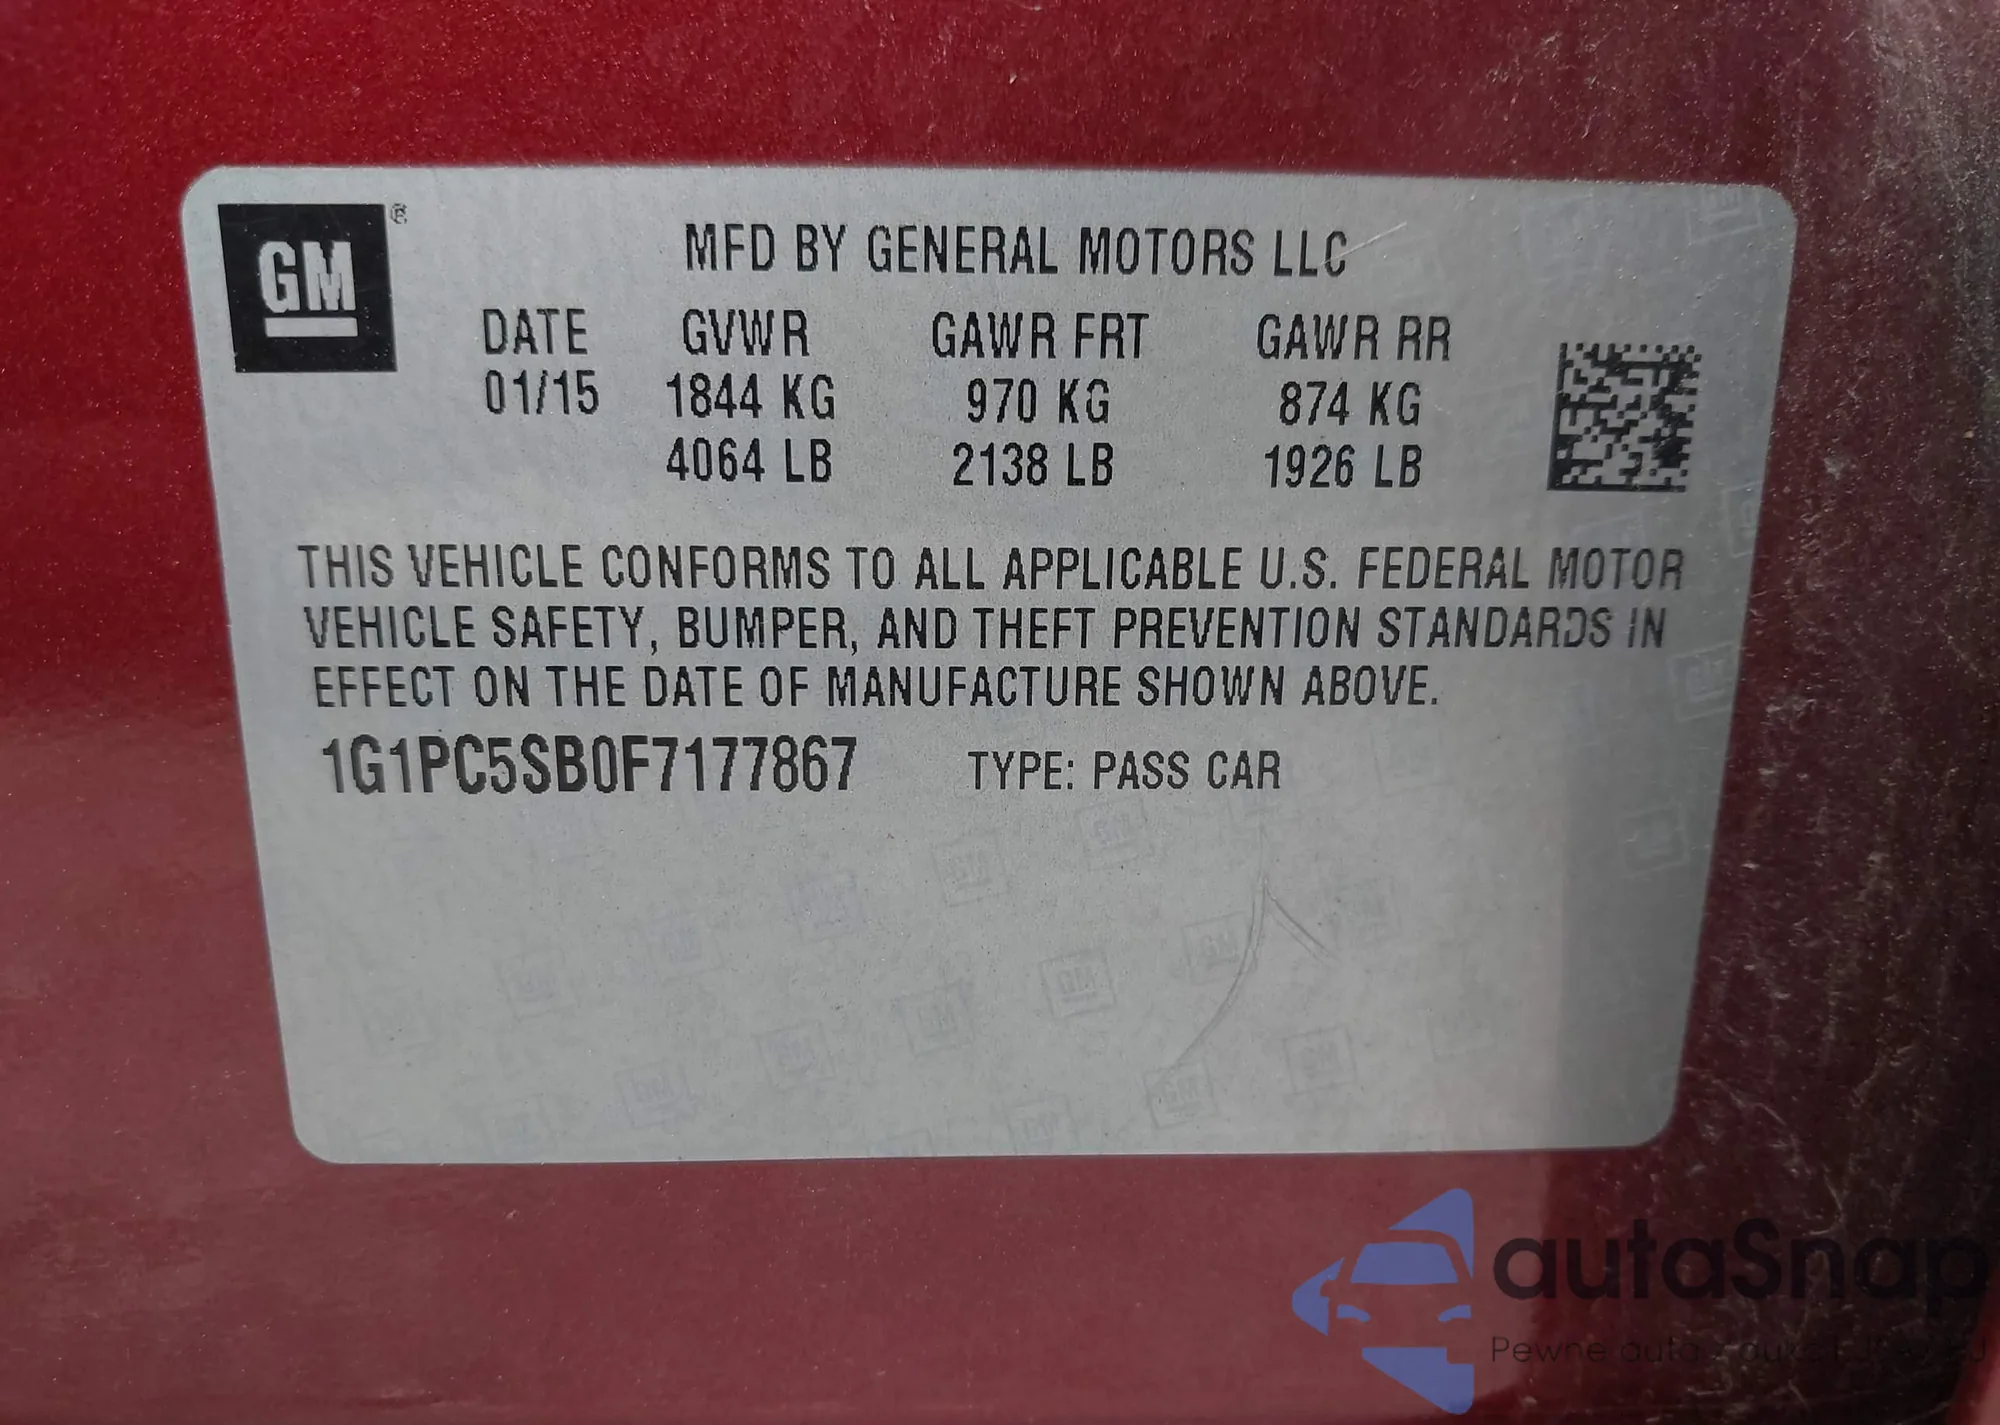 GM®
MFD BY GENERAL MOTORS LLC
DATE GVWR GAWR FRT GAWR RR
01/15 1844 KG 970 KG 874 KG
4064 LB 2138 LB 1926 LB
THIS VEHICLE CONFORMS TO ALL APPLICABLE U.S. FEDERAL MOTOR
VEHICLE SAFETY, BUMPER, AND THEFT PREVENTION STANDARDS IN
EFFECT ON THE DATE OF MANUFACTURE SHOWN ABOVE.
1G1PC5SB0F7177867 TYPE: PASS CAR
autaSnap
Pewne auta z